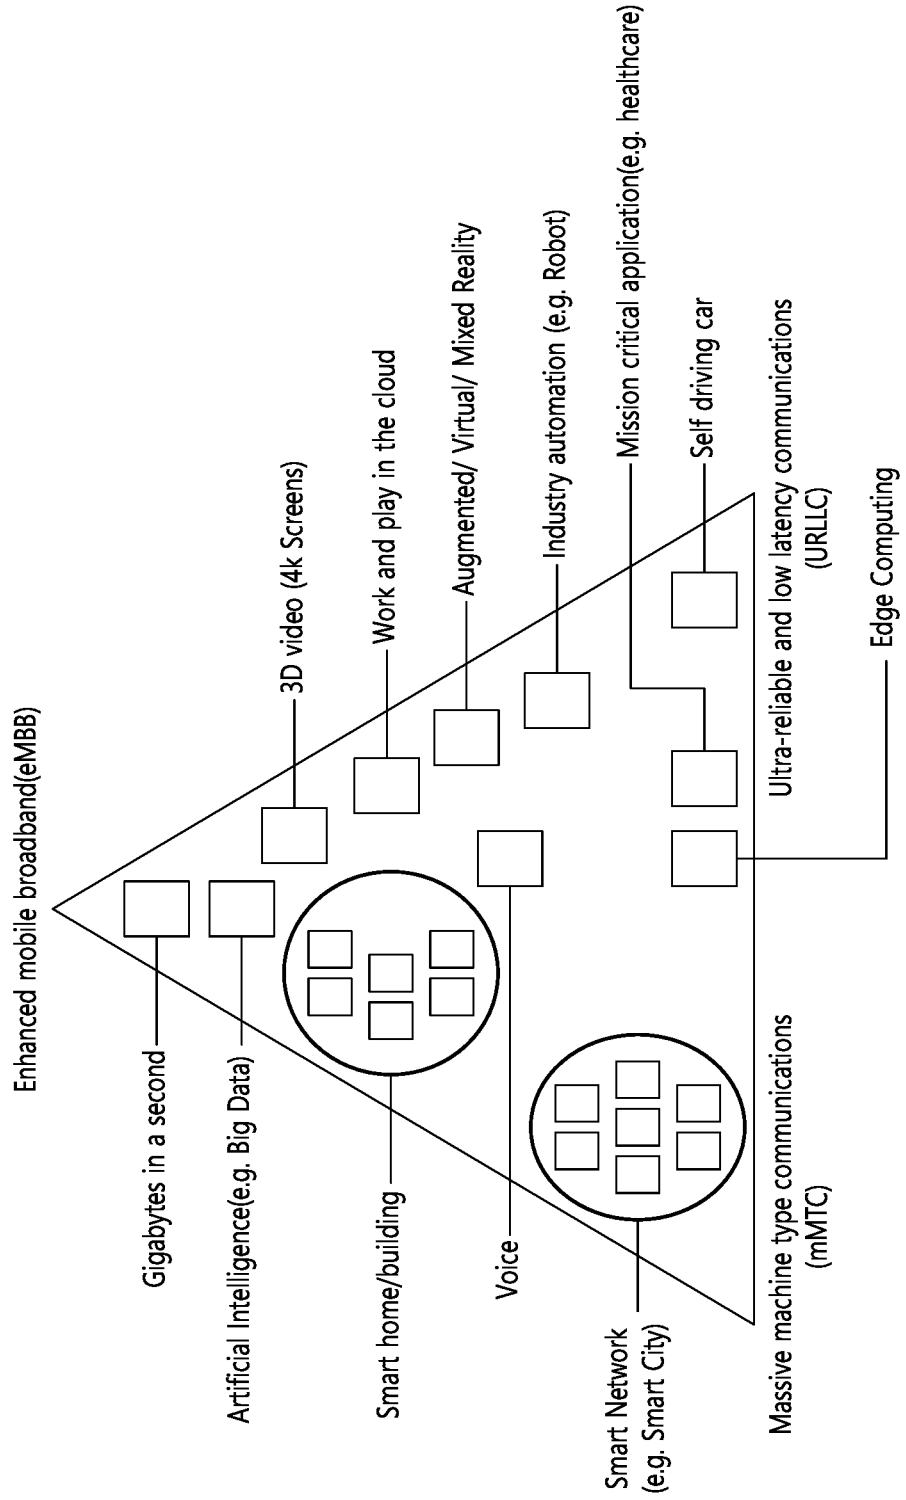 Enhanced mobile broadband(eMBB)
Gigabytes in a second
Artificial Intelligence(e.g. Big Data)
3D video (4k Screens)
Smart home/building
Work and play in the cloud
Augmented/ Virtual/ Mixed Reality
Voice
Industry automation (e.g. Robot)
Smart Network
(e.g. Smart City)
Mission critical application(e.g. healthcare)
Self driving car
Massive machine type communications
(mMTC)
Ultra-reliable and low latency communications
(URLLC)
Edge Computing